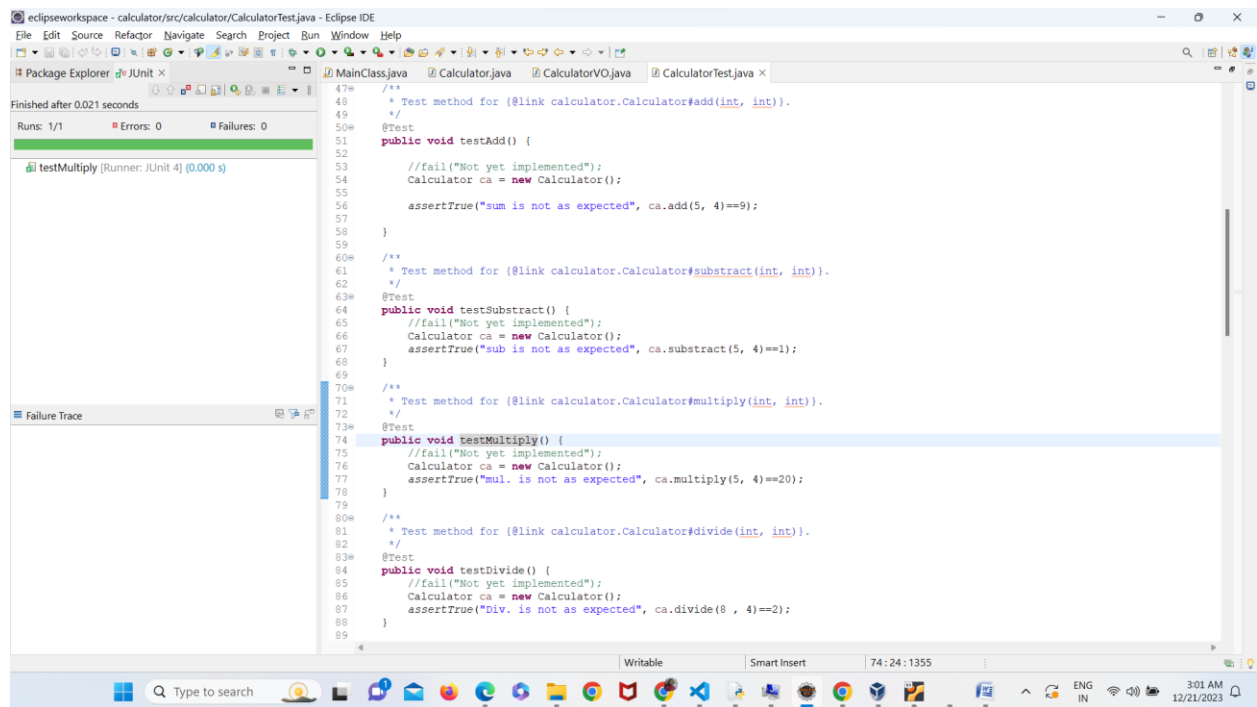 eclipseworkspace - calculator/src/calculator/CalculatorTest.java - Eclipse IDE
File Edit Source Refactor Navigate Search Project Run Window Help
Package Explorer JUnit
Finished after 0.021 seconds
Runs: 1/1 Errors: 0 Failures: 0
testMultiply [Runner: JUnit 4] (0.000 s)
Failure Trace
MainClass.java Calculator.java CalculatorVO.java CalculatorTest.java
47 /**
48 * Test method for {@link calculator.Calculator#add(int, int)}.
49 */
50 @Test
51 public void testAdd() {
52
53 //fail("Not yet implemented");
54 Calculator ca = new Calculator();
55
56 assertTrue("sum is not as expected", ca.add(5, 4)==9);
57
58 }
59
60 /**
61 * Test method for {@link calculator.Calculator#substract(int, int)}.
62 */
63 @Test
64 public void testSubstract() {
65 //fail("Not yet implemented");
66 Calculator ca = new Calculator();
67 assertTrue("sub is not as expected", ca.substract(5, 4)==1);
68 }
69
70 /**
71 * Test method for {@link calculator.Calculator#multiply(int, int)}.
72 */
73 @Test
74 public void testMultiply() {
75 //fail("Not yet implemented");
76 Calculator ca = new Calculator();
77 assertTrue("mul. is not as expected", ca.multiply(5, 4)==20);
78 }
79
80 /**
81 * Test method for {@link calculator.Calculator#divide(int, int)}.
82 */
83 @Test
84 public void testDivide() {
85 //fail("Not yet implemented");
86 Calculator ca = new Calculator();
87 assertTrue("Div. is not as expected", ca.divide(8 , 4)==2);
88 }
89
Writable Smart Insert 74 : 24 : 1355
Type to search
1
ENG
IN
3:01 AM
12/21/2023